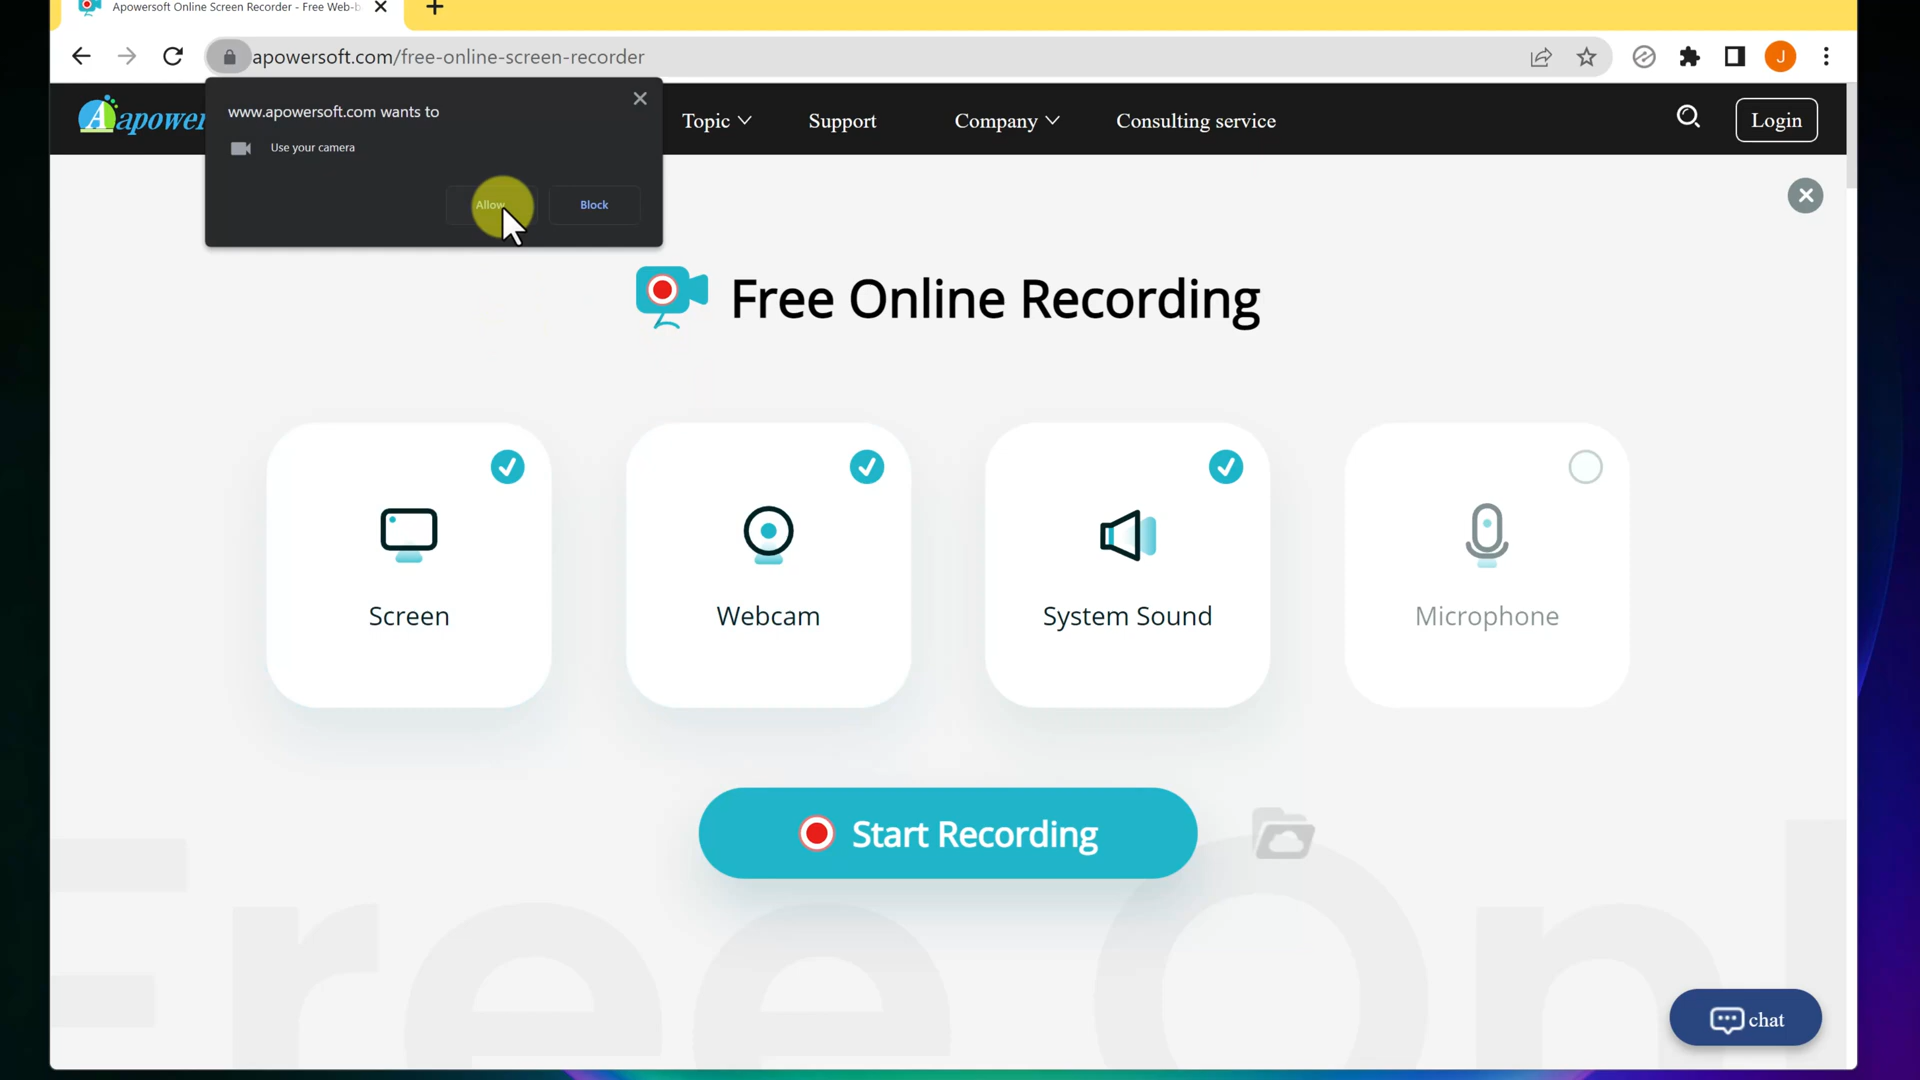 Apowersoft Online Screen Recorder - Free Web-b
apowersoft.com/free-online-screen-recorder
J
www.apowersoft.com wants to
Use your camera
Allow
Block
apower
Topic
Support
Company
Consulting service
Login
Free Online Recording
Screen
Webcam
System Sound
Microphone
Start Recording
Free Onl
chat